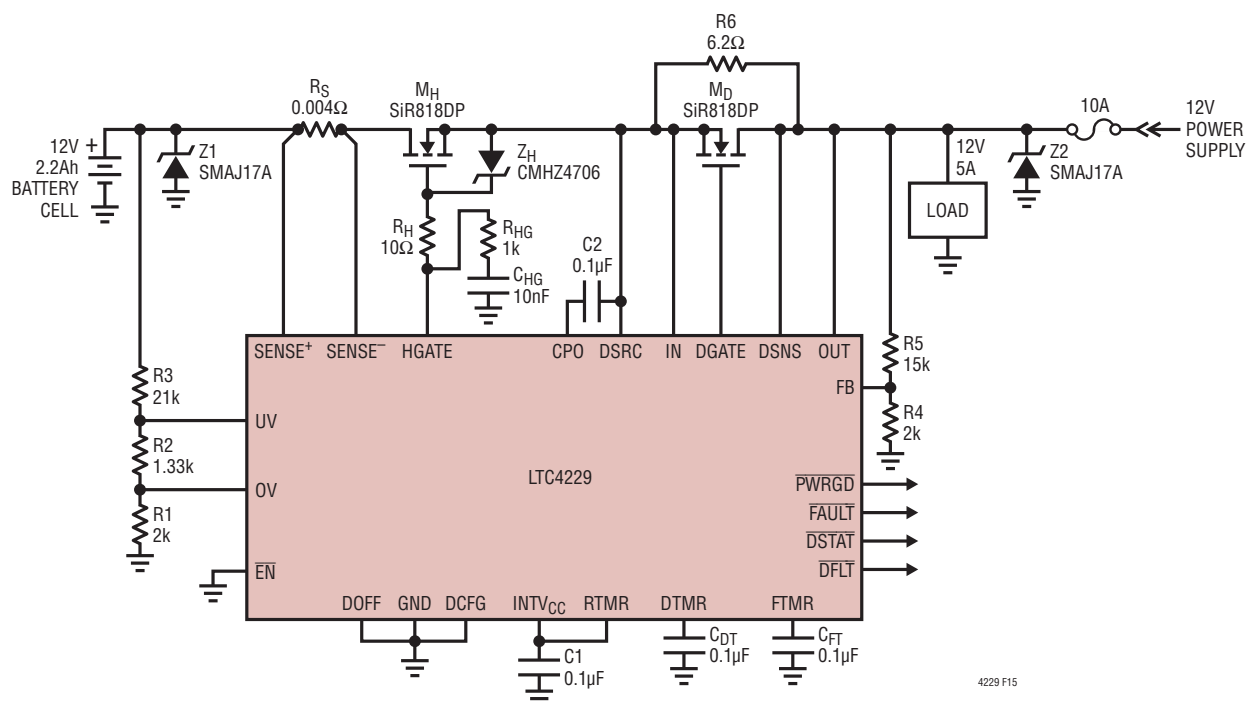 R6
6.2Ω
RS
0.004Ω
MH
SiR818DP
MD
SiR818DP
10A
12V
POWER
SUPPLY
12V
2.2Ah
BATTERY
CELL
+
Z1
SMAJ17A
ZH
CMHZ4706
12V
5A
LOAD
Z2
SMAJ17A
RH
10Ω
RHG
1k
CHG
10nF
C2
0.1µF
SENSE+ SENSE− HGATE CPO DSRC IN DGATE DSNS OUT
R3
21k
R5
15k
FB
R4
2k
UV
R2
1.33k
OV
R1
2k
LTC4229
PWRGD
FAULT
DSTAT
DFLT
EN
DOFF GND DCFG INTVCC RTMR DTMR FTMR
C1
0.1µF
CDT
0.1µF
CFT
0.1µF
4229 F15